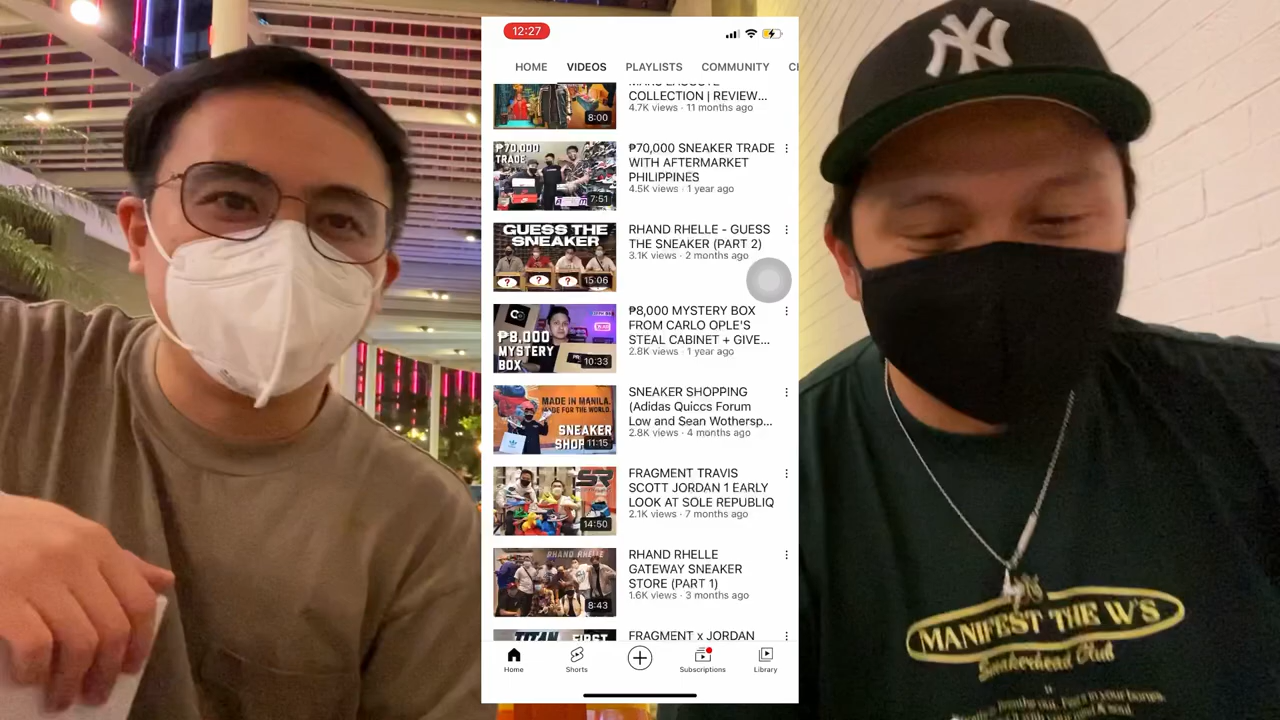 12:27
HOME VIDEOS PLAYLISTS COMMUNITY
COLLECTION | REVIEW...
4.7K views · 11 months ago
8:00
₱70,000
TRADE
7:51
₱70,000 SNEAKER TRADE
WITH AFTERMARKET
PHILIPPINES
4.5K views · 1 year ago
GUESS THE
SNEAKER
? ? ?
15:06
RHAND RHELLE - GUESS
THE SNEAKER (PART 2)
3.1K views · 2 months ago
₱8,000
MYSTERY
BOX
10:33
₱8,000 MYSTERY BOX
FROM CARLO OPLE'S
STEAL CABINET + GIVE...
2.8K views · 1 year ago
MADE IN MANILA.
MADE FOR THE WORLD.
SNEAKER
11:15
SNEAKER SHOPPING
(Adidas Quiccs Forum
Low and Sean Wothersp...
2.8K views · 4 months ago
SR
14:50
FRAGMENT TRAVIS
SCOTT JORDAN 1 EARLY
LOOK AT SOLE REPUBLIQ
2.1K views · 7 months ago
RHAND RHELLE
8:43
RHAND RHELLE
GATEWAY SNEAKER
STORE (PART 1)
1.6K views · 3 months ago
TITAN FIRST
FRAGMENT x JORDAN
Home Shorts Subscriptions Library
NY
MANIFEST THE W'S
Sneakerhead Club